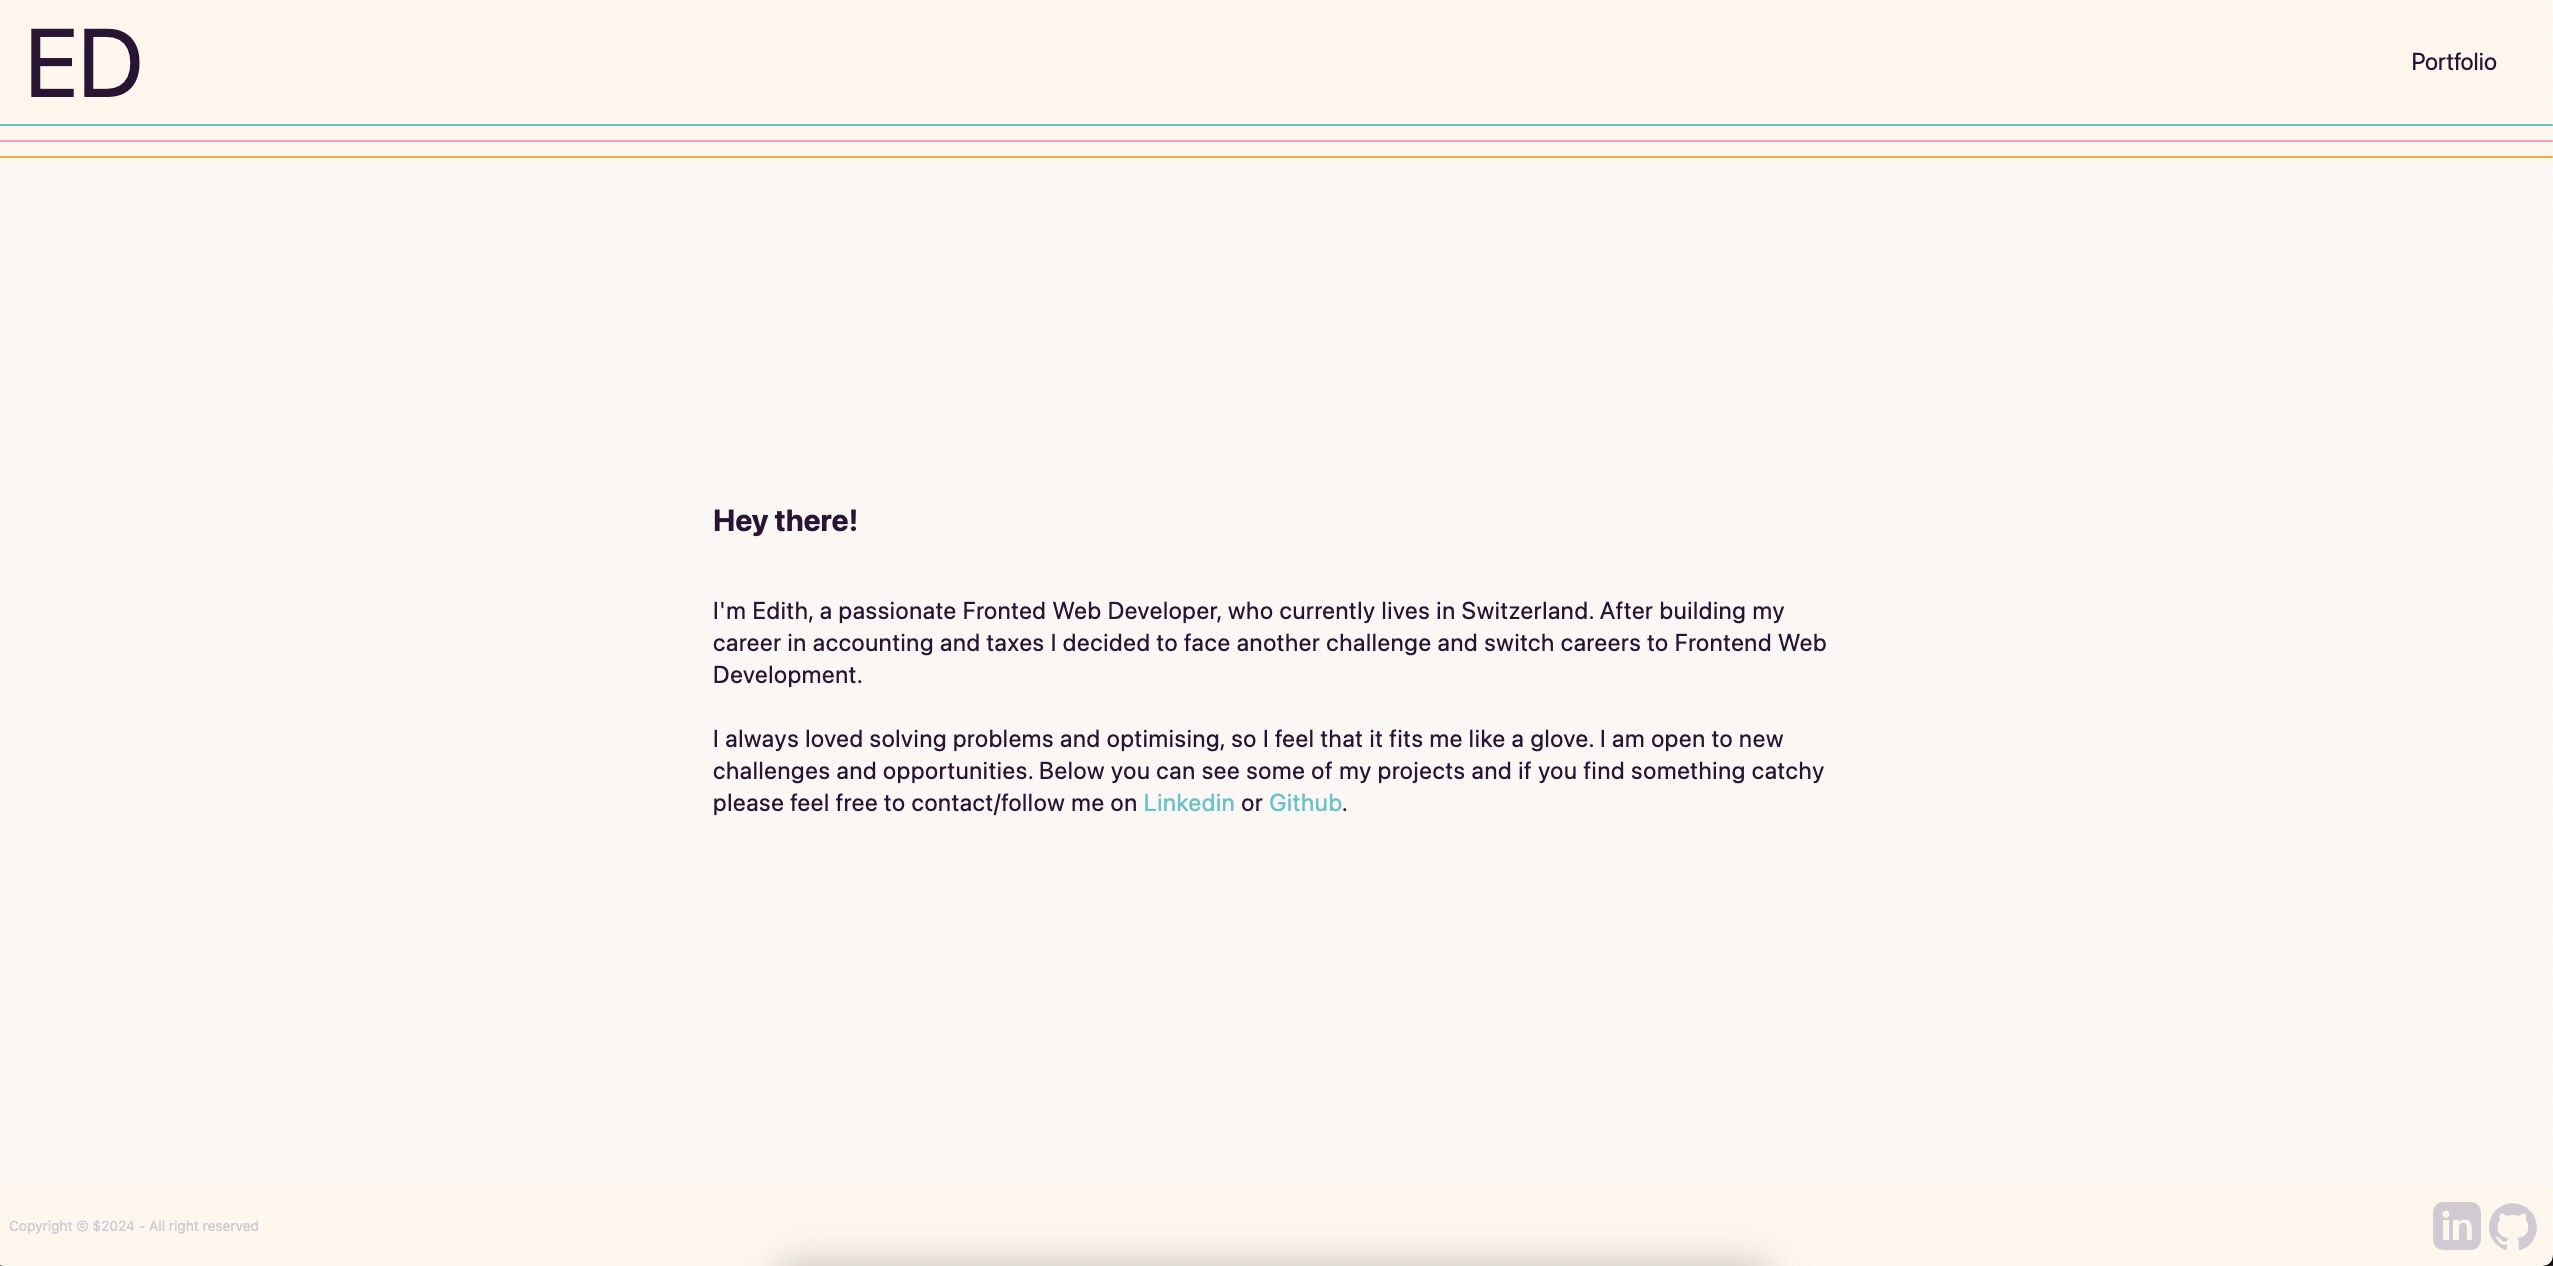 ED
Portfolio
Hey there!
I'm Edith, a passionate Fronted Web Developer, who currently lives in Switzerland. After building my
career in accounting and taxes I decided to face another challenge and switch careers to Frontend Web
Development.
I always loved solving problems and optimising, so I feel that it fits me like a glove. I am open to new
challenges and opportunities. Below you can see some of my projects and if you find something catchy
please feel free to contact/follow me on Linkedin or Github.
Copyright © $2024 - All right reserved
in